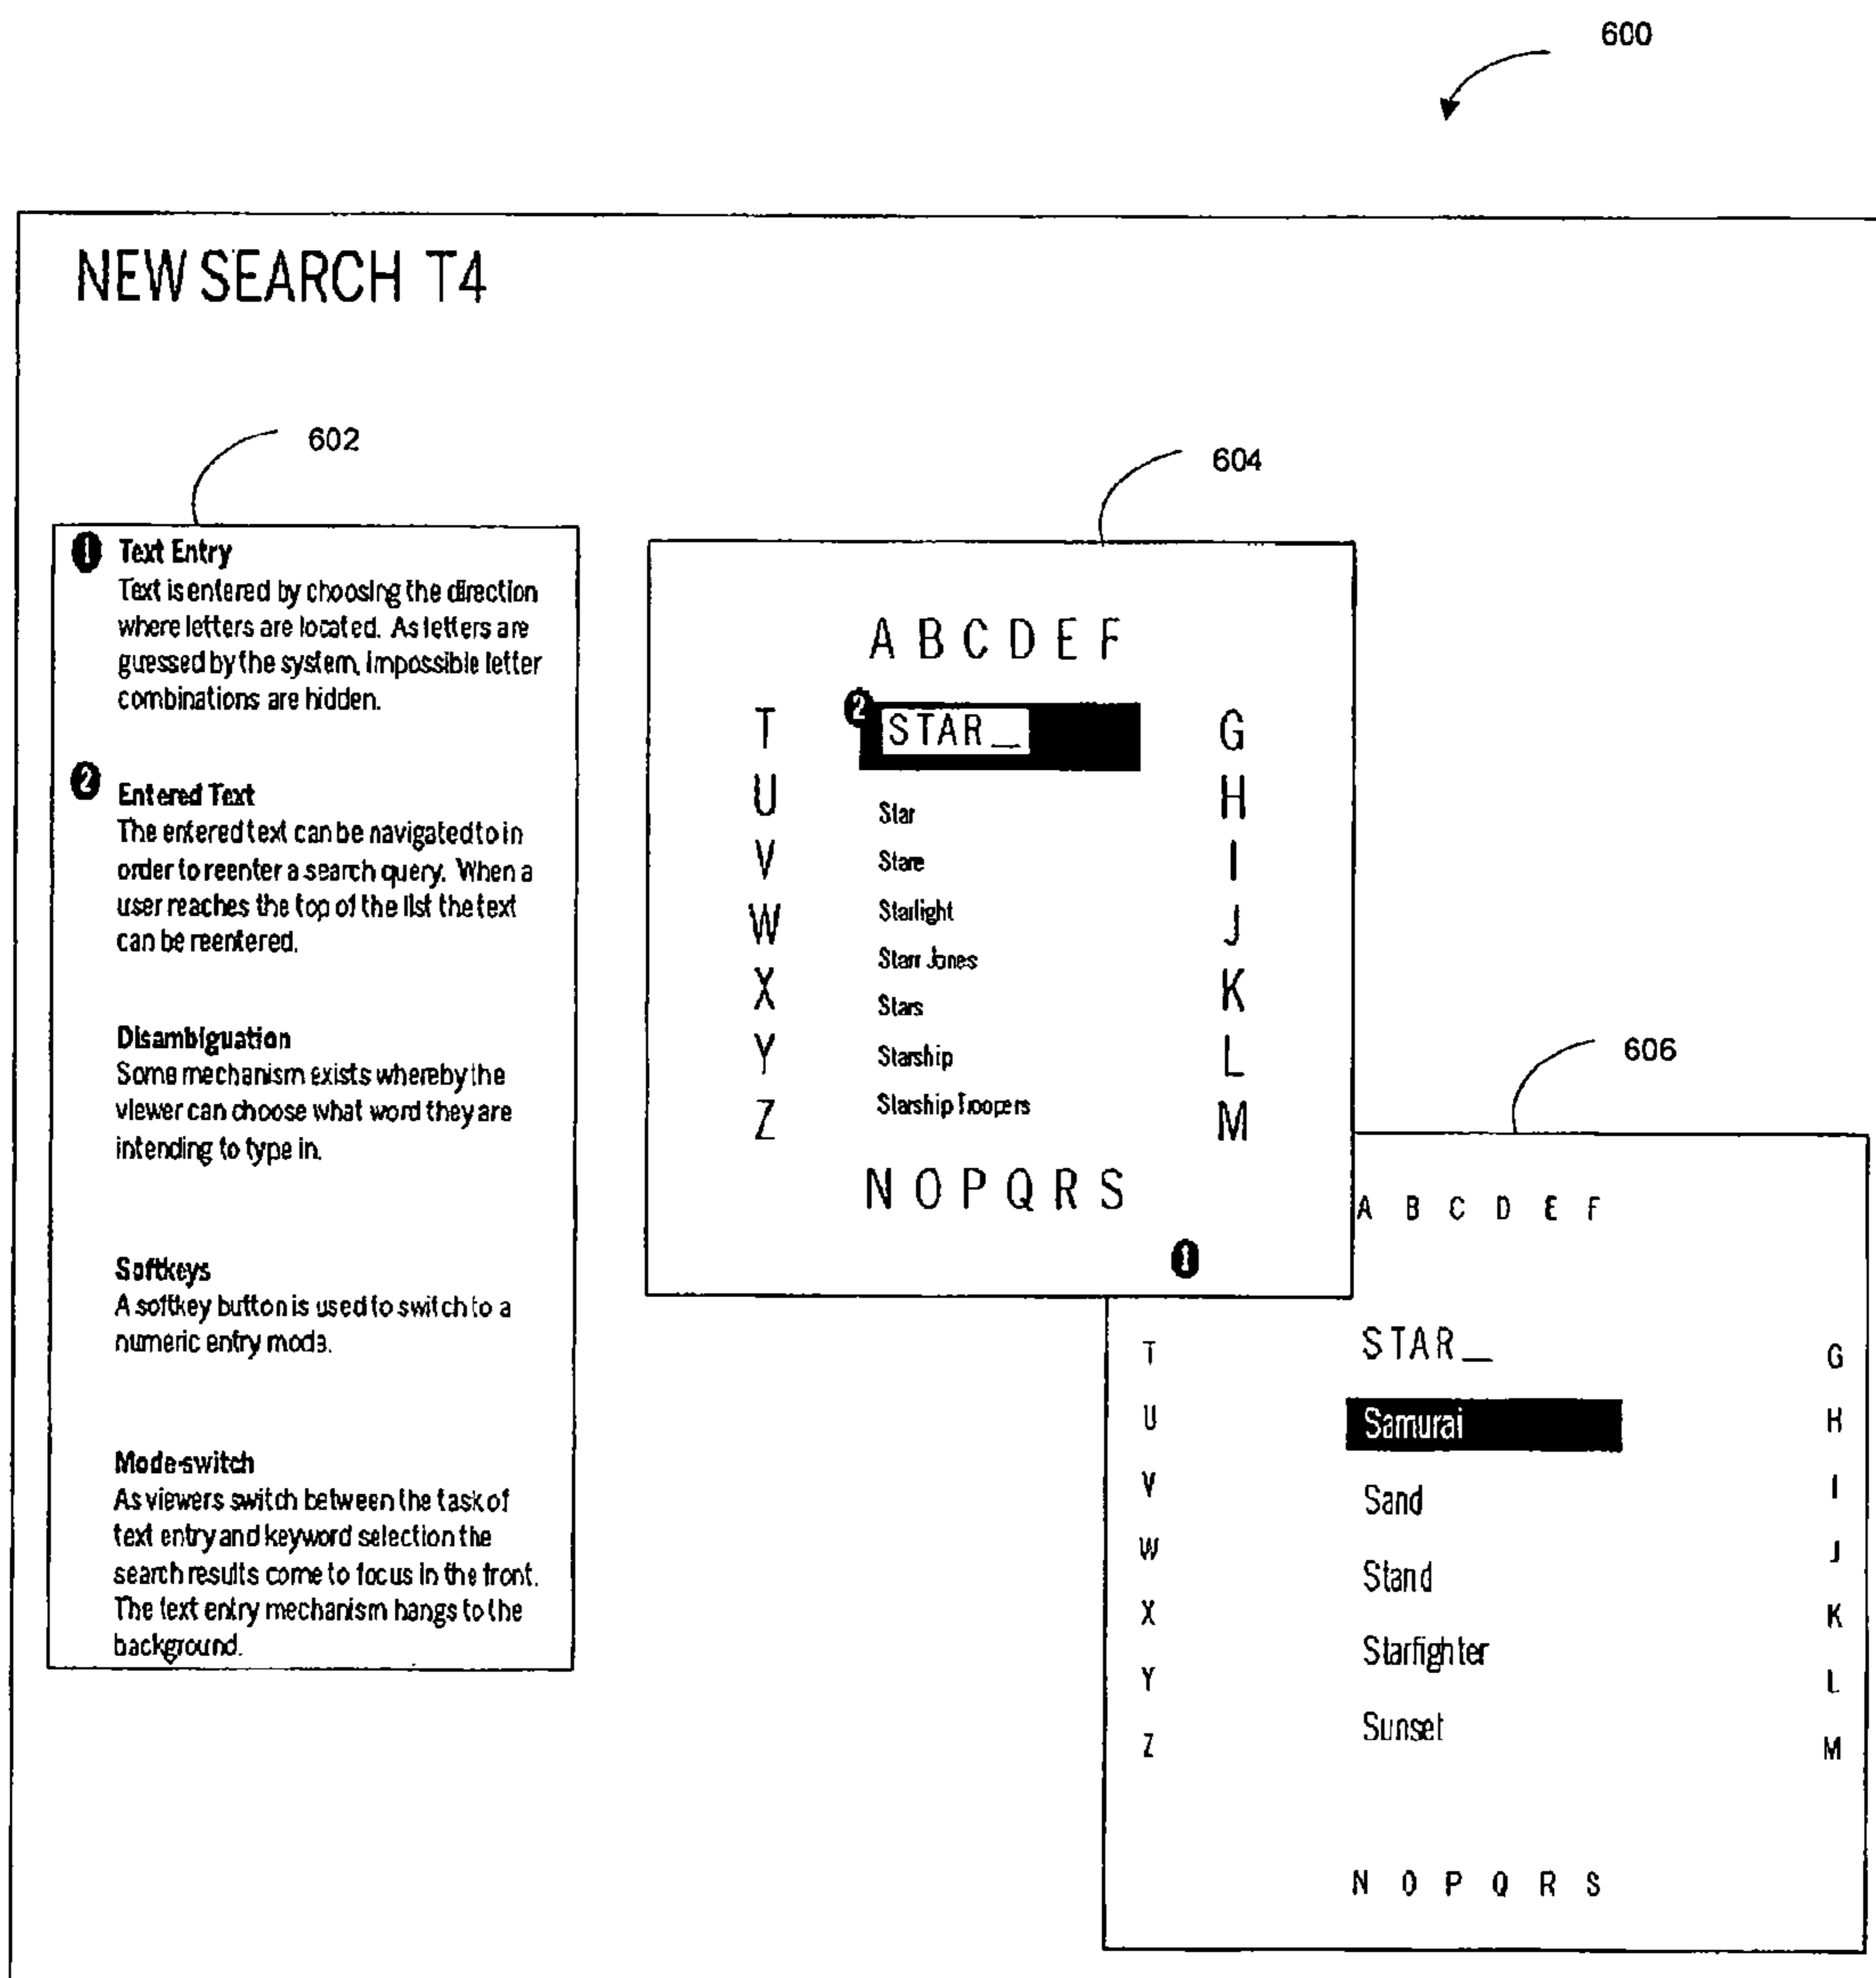 600
NEW SEARCH T4
602
604
1 Text Entry
Text is entered by choosing the direction
where letters are located. As letters are
guessed by the system, impossible letter
combinations are hidden.
2 Entered Text
The entered text can be navigated to in
order to reenter a search query. When a
user reaches the top of the list the text
can be reentered.
Disambiguation
Some mechanism exists whereby the
viewer can choose what word they are
intending to type in.
Softkeys
A softkey button is used to switch to a
numeric entry mode.
Mode-switch
As viewers switch between the task of
text entry and keyword selection the
search results come to focus in the front.
The text entry mechanism hangs to the
background.
A B C D E F
2 STAR_
Star
Stare
Starlight
Starr Jones
Stars
Starship
Starship Troopers
T
U
V
W
X
Y
Z
G
H
I
J
K
L
M
N O P Q R S
1
606
A B C D E F
STAR_
Samurai
Sand
Stand
Starfighter
Sunset
T
U
V
W
X
Y
Z
G
H
I
J
K
L
M
N O P Q R S